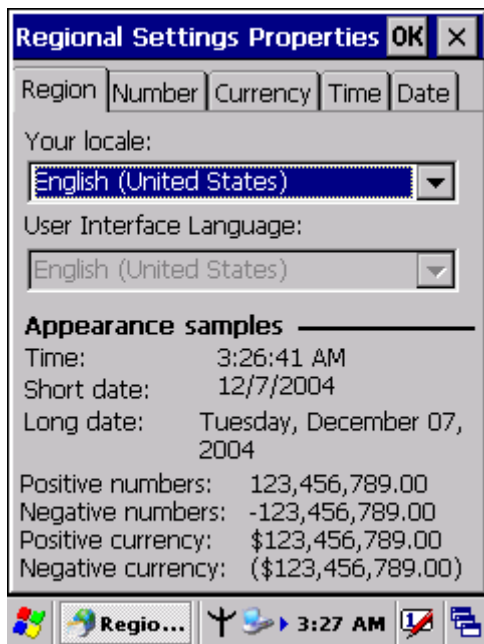 Regional Settings Properties OK ×
Region Number Currency Time Date
Your locale:
English (United States)
User Interface Language:
English (United States)
Appearance samples
Time: 3:26:41 AM
Short date: 12/7/2004
Long date: Tuesday, December 07,
2004
Positive numbers: 123,456,789.00
Negative numbers: -123,456,789.00
Positive currency: $123,456,789.00
Negative currency: ($123,456,789.00)
Regio... 3:27 AM